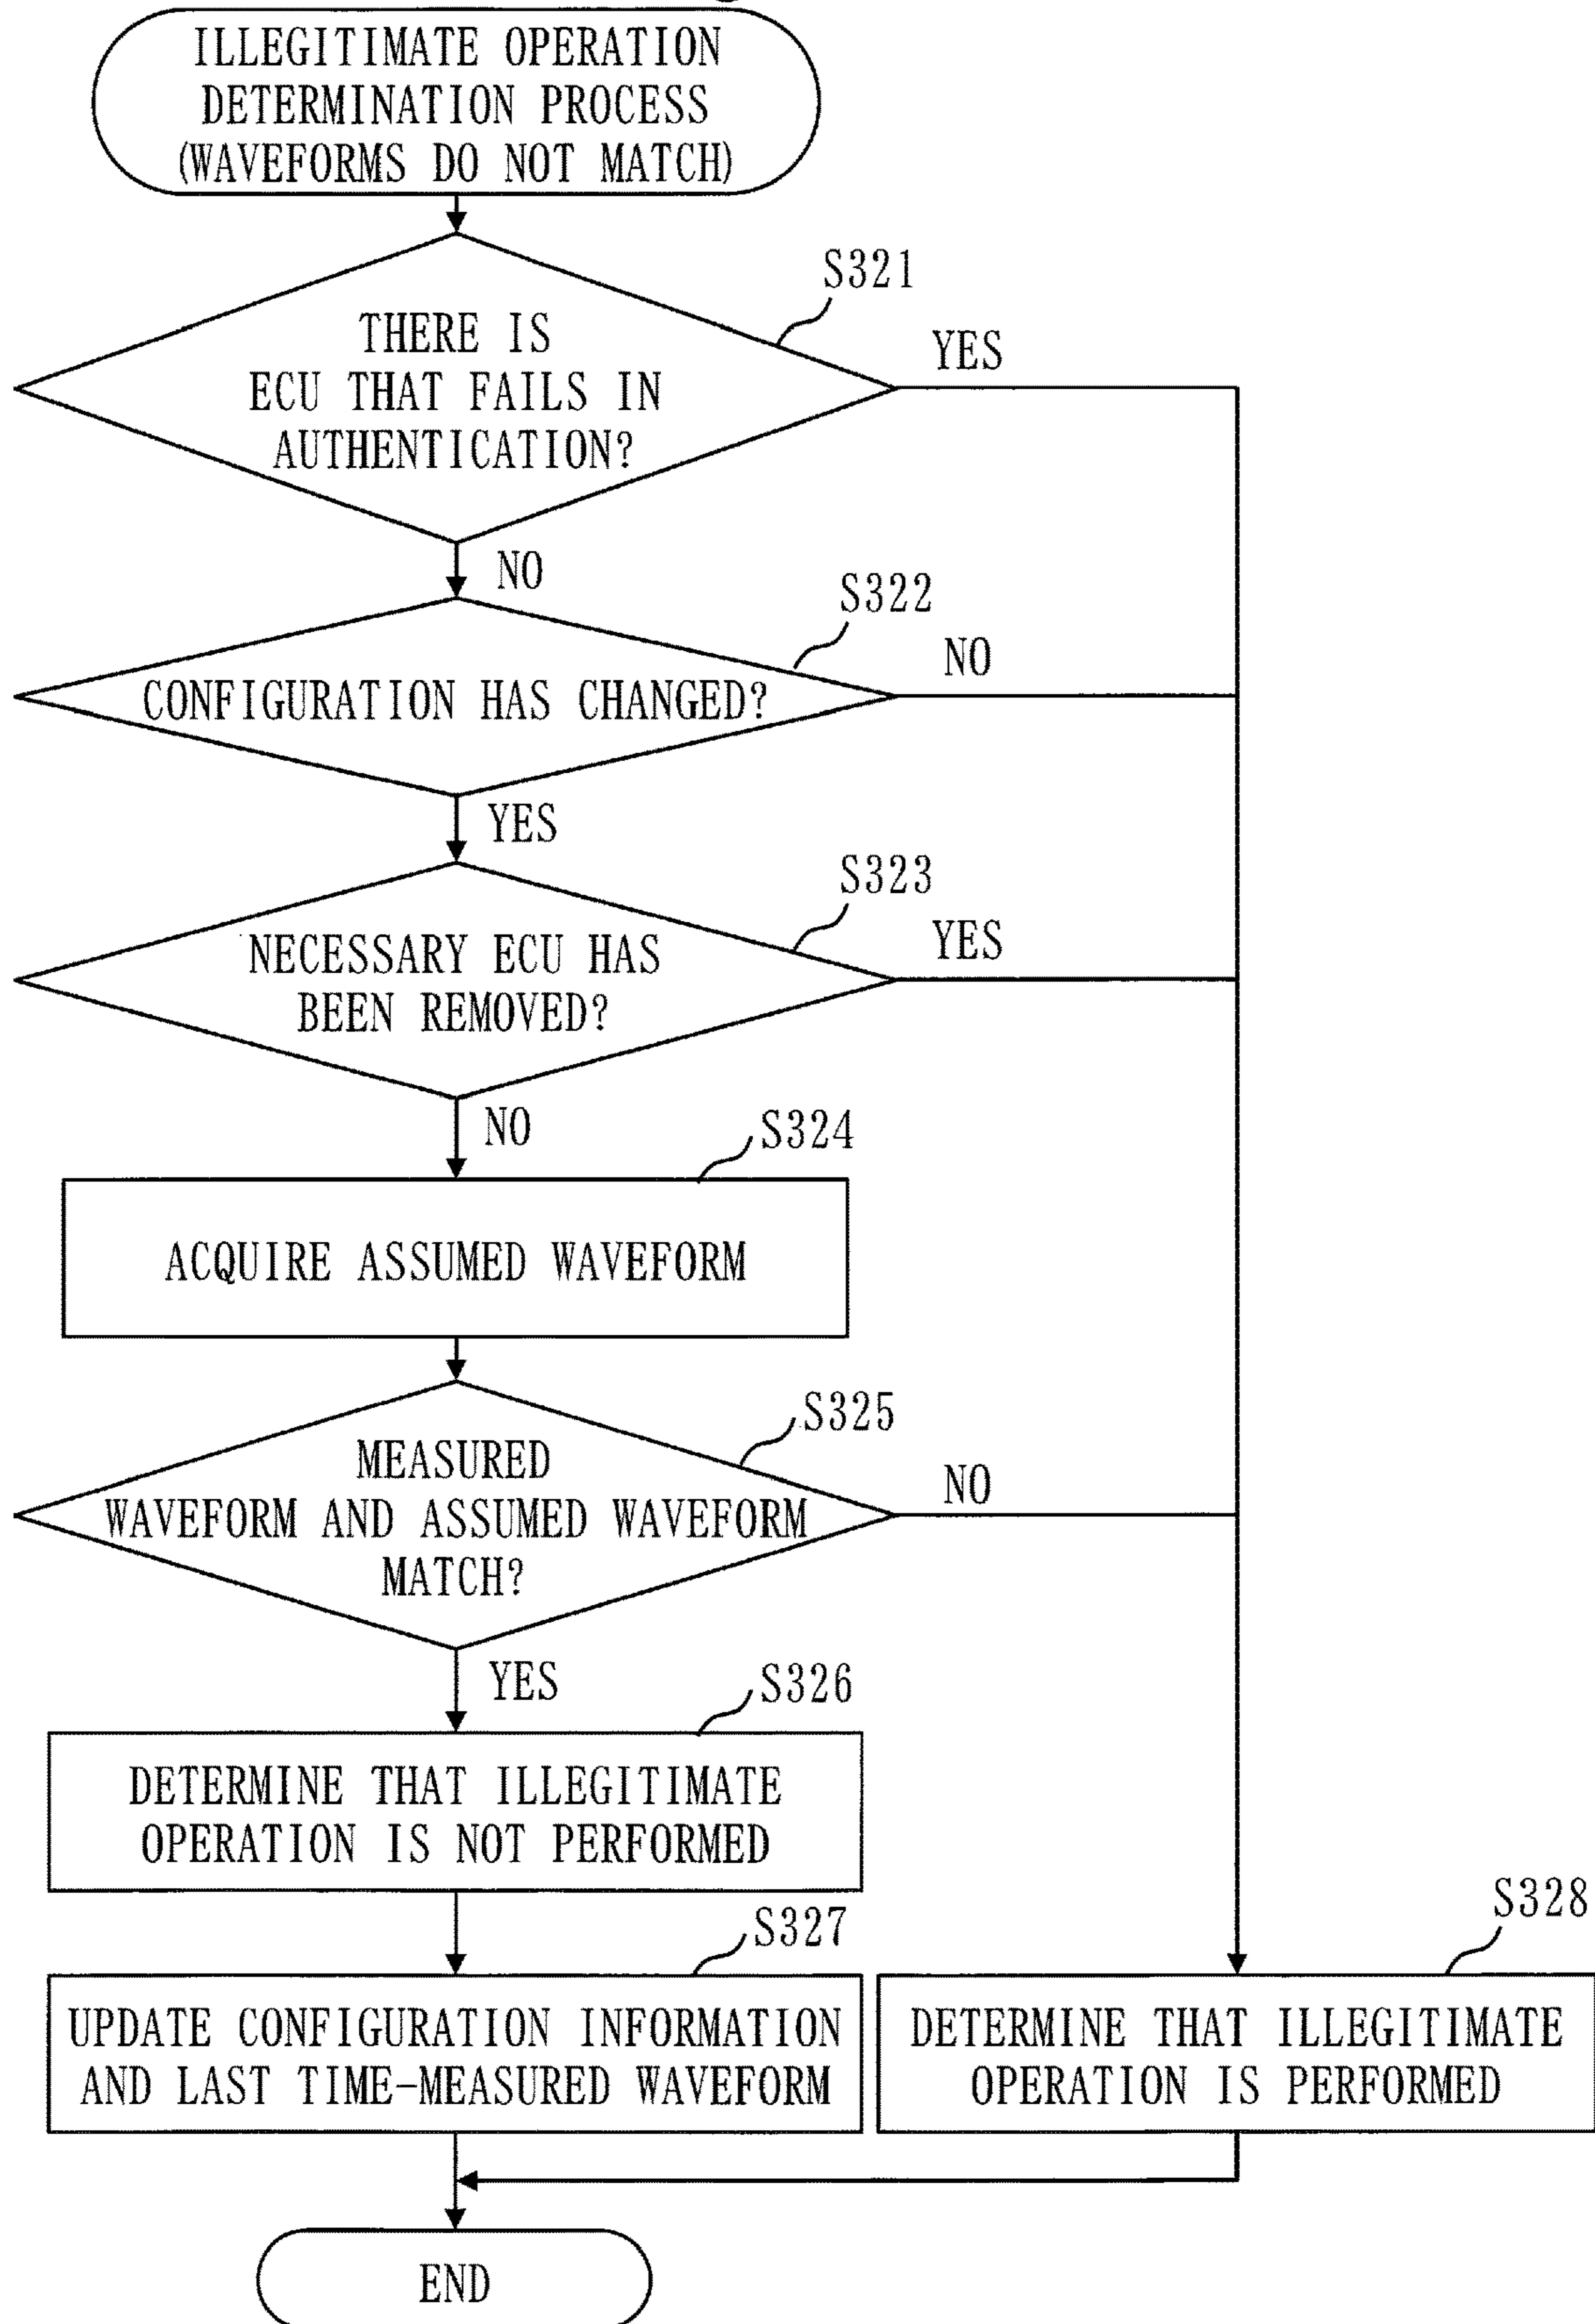 ILLEGITIMATE OPERATION
DETERMINATION PROCESS
(WAVEFORMS DO NOT MATCH)
S321
THERE IS
ECU THAT FAILS IN
AUTHENTICATION?
YES
NO
S322
CONFIGURATION HAS CHANGED?
NO
YES
S323
NECESSARY ECU HAS
BEEN REMOVED?
YES
NO
S324
ACQUIRE ASSUMED WAVEFORM
S325
MEASURED
WAVEFORM AND ASSUMED WAVEFORM
MATCH?
NO
YES
S326
DETERMINE THAT ILLEGITIMATE
OPERATION IS NOT PERFORMED
S327
UPDATE CONFIGURATION INFORMATION
AND LAST TIME-MEASURED WAVEFORM
S328
DETERMINE THAT ILLEGITIMATE
OPERATION IS PERFORMED
END